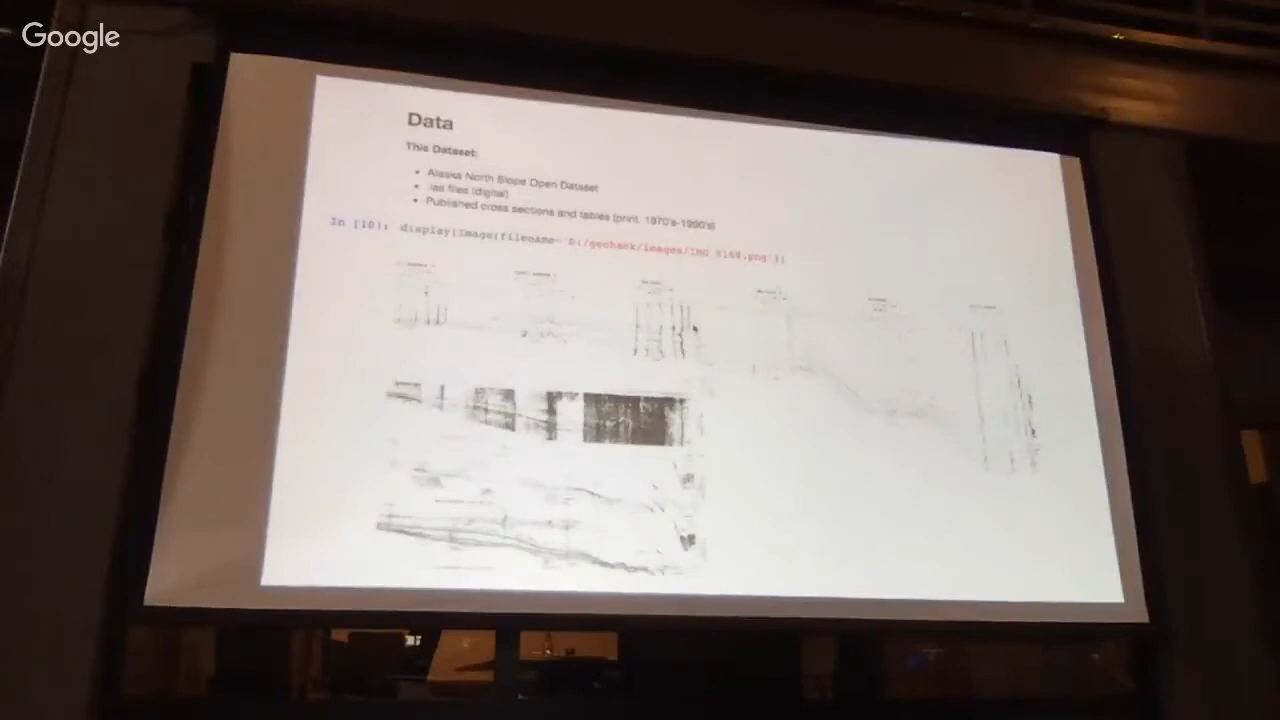 Google
Data
This Dataset:
Alaska North Slope Open Dataset
.las files (digital)
Published cross sections and tables (print, 1970's-1990's)
In [10]: display(Image(filename='D:/geohack/images/IMG_0168.png'))